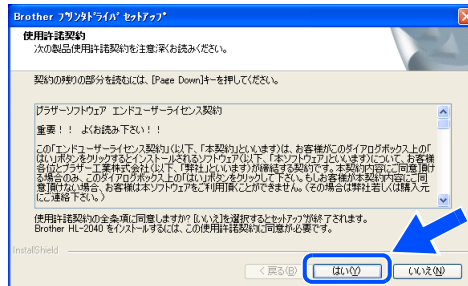 Brother プリンタドライバ セットアップ
使用許諾契約
次の製品使用許諾契約を注意深くお読みください。
契約の残りの部分を読むには、[Page Down]キーを押してください。
ブラザーソフトウェア エンドユーザーライセンス契約
重要！！ よくお読み下さい！！
この「エンドユーザーライセンス契約」(以下、「本契約」といいます)は、お客様がこのダイアログボックス上の「
はい」ボタンをクリックするとインストールされるソフトウェア(以下、「本ソフトウェア」といいます)について、お客様
各位とブラザー工業株式会社(以下、「弊社」といいます)が締結する契約です。本契約内容にご同意頂け
る場合のみ、このダイアログボックス上の「はい」ボタンをクリックして下さい。もしお客様が本契約内容にご同
意頂けない場合、お客様は本ソフトウェアをご利用頂くことができません。(その場合は弊社若しくは購入元
にご連絡下さい。)
使用許諾契約の全条項に同意しますか? [いいえ]を選択するとセットアップが終了されます。
Brother HL-2040 をインストールするには、この使用許諾契約に同意が必要です。
InstallShield
< 戻る(B) はい(Y) いいえ(N)